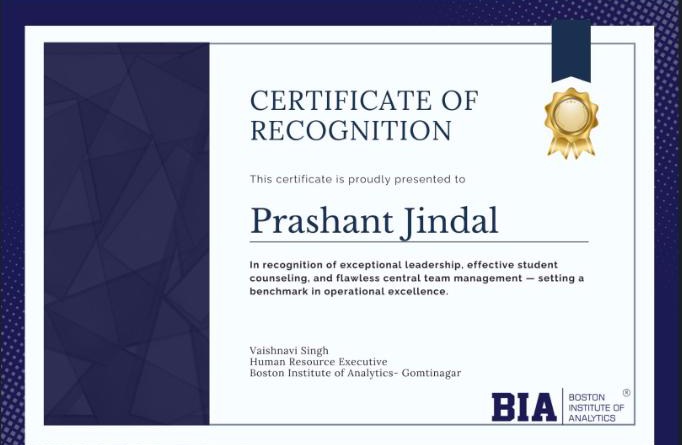 CERTIFICATE OF
RECOGNITION
This certificate is proudly presented to
Prashant Jindal
In recognition of exceptional leadership, effective student
counseling, and flawless central team management — setting a
benchmark in operational excellence.
Vaishnavi Singh
Human Resource Executive
Boston Institute of Analytics- Gomtinagar
BIA
BOSTON ®
INSTITUTE OF
ANALYTICS